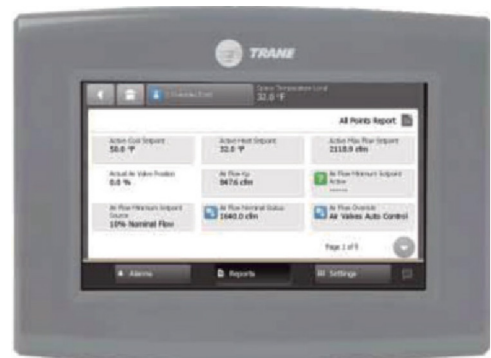 TRANE
Space Temperature Local
32.0 °F
All Points Report
Active Cool Setpoint
50.0 °F
Active Heat Setpoint
32.0 °F
Active Max Flow Setpoint
2118.9 cfm
Actual Air Valve Position
0.0 %
Air Flow
847.6 cfm
Air Flow Minimum Setpoint
Active
Air Flow Minimum Setpoint
Source
10% Nominal Flow
Air Flow Nominal Status
1640.0 cfm
Air Flow Override
Air Valves Auto Control
Page 1 of 5
Alarms
Reports
Settings